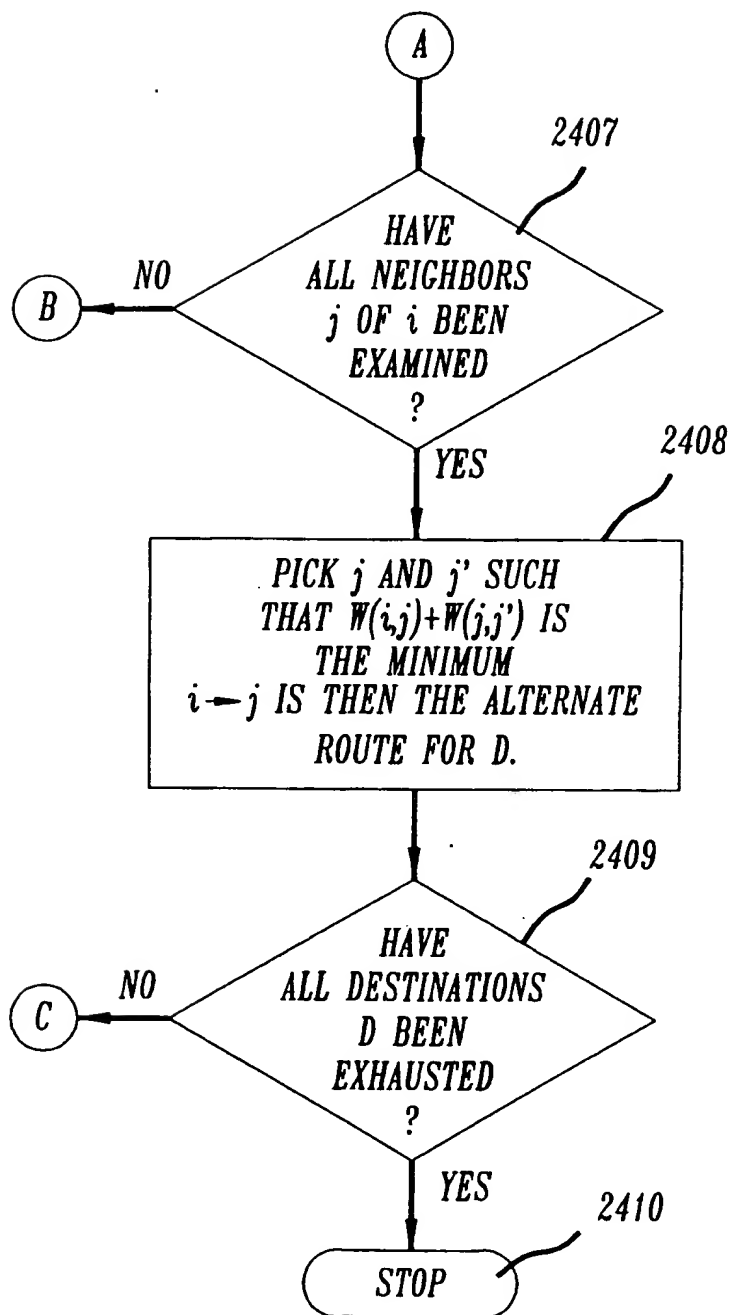 A
2407
HAVE
ALL NEIGHBORS
j OF i BEEN
EXAMINED
?
NO
B
YES
2408
PICK j AND j' SUCH
THAT W(i,j)+W(j,j') IS
THE MINIMUM
i→j IS THEN THE ALTERNATE
ROUTE FOR D.
2409
HAVE
ALL DESTINATIONS
D BEEN
EXHAUSTED
?
NO
C
YES
2410
STOP